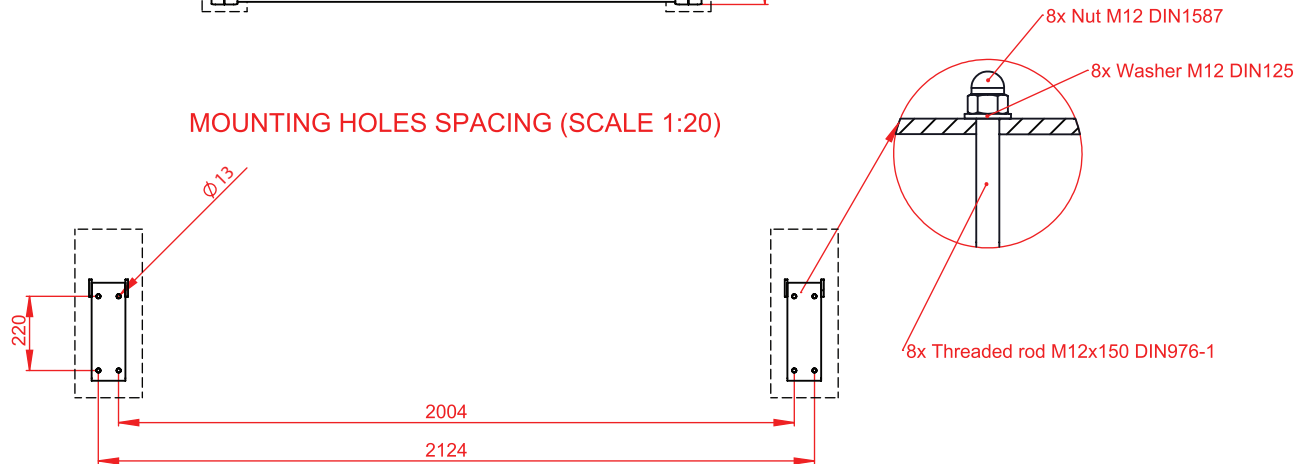 8x Nut M12 DIN1587
8x Washer M12 DIN125
MOUNTING HOLES SPACING (SCALE 1:20)
Ø13
220
8x Threaded rod M12x150 DIN976-1
2004
2124